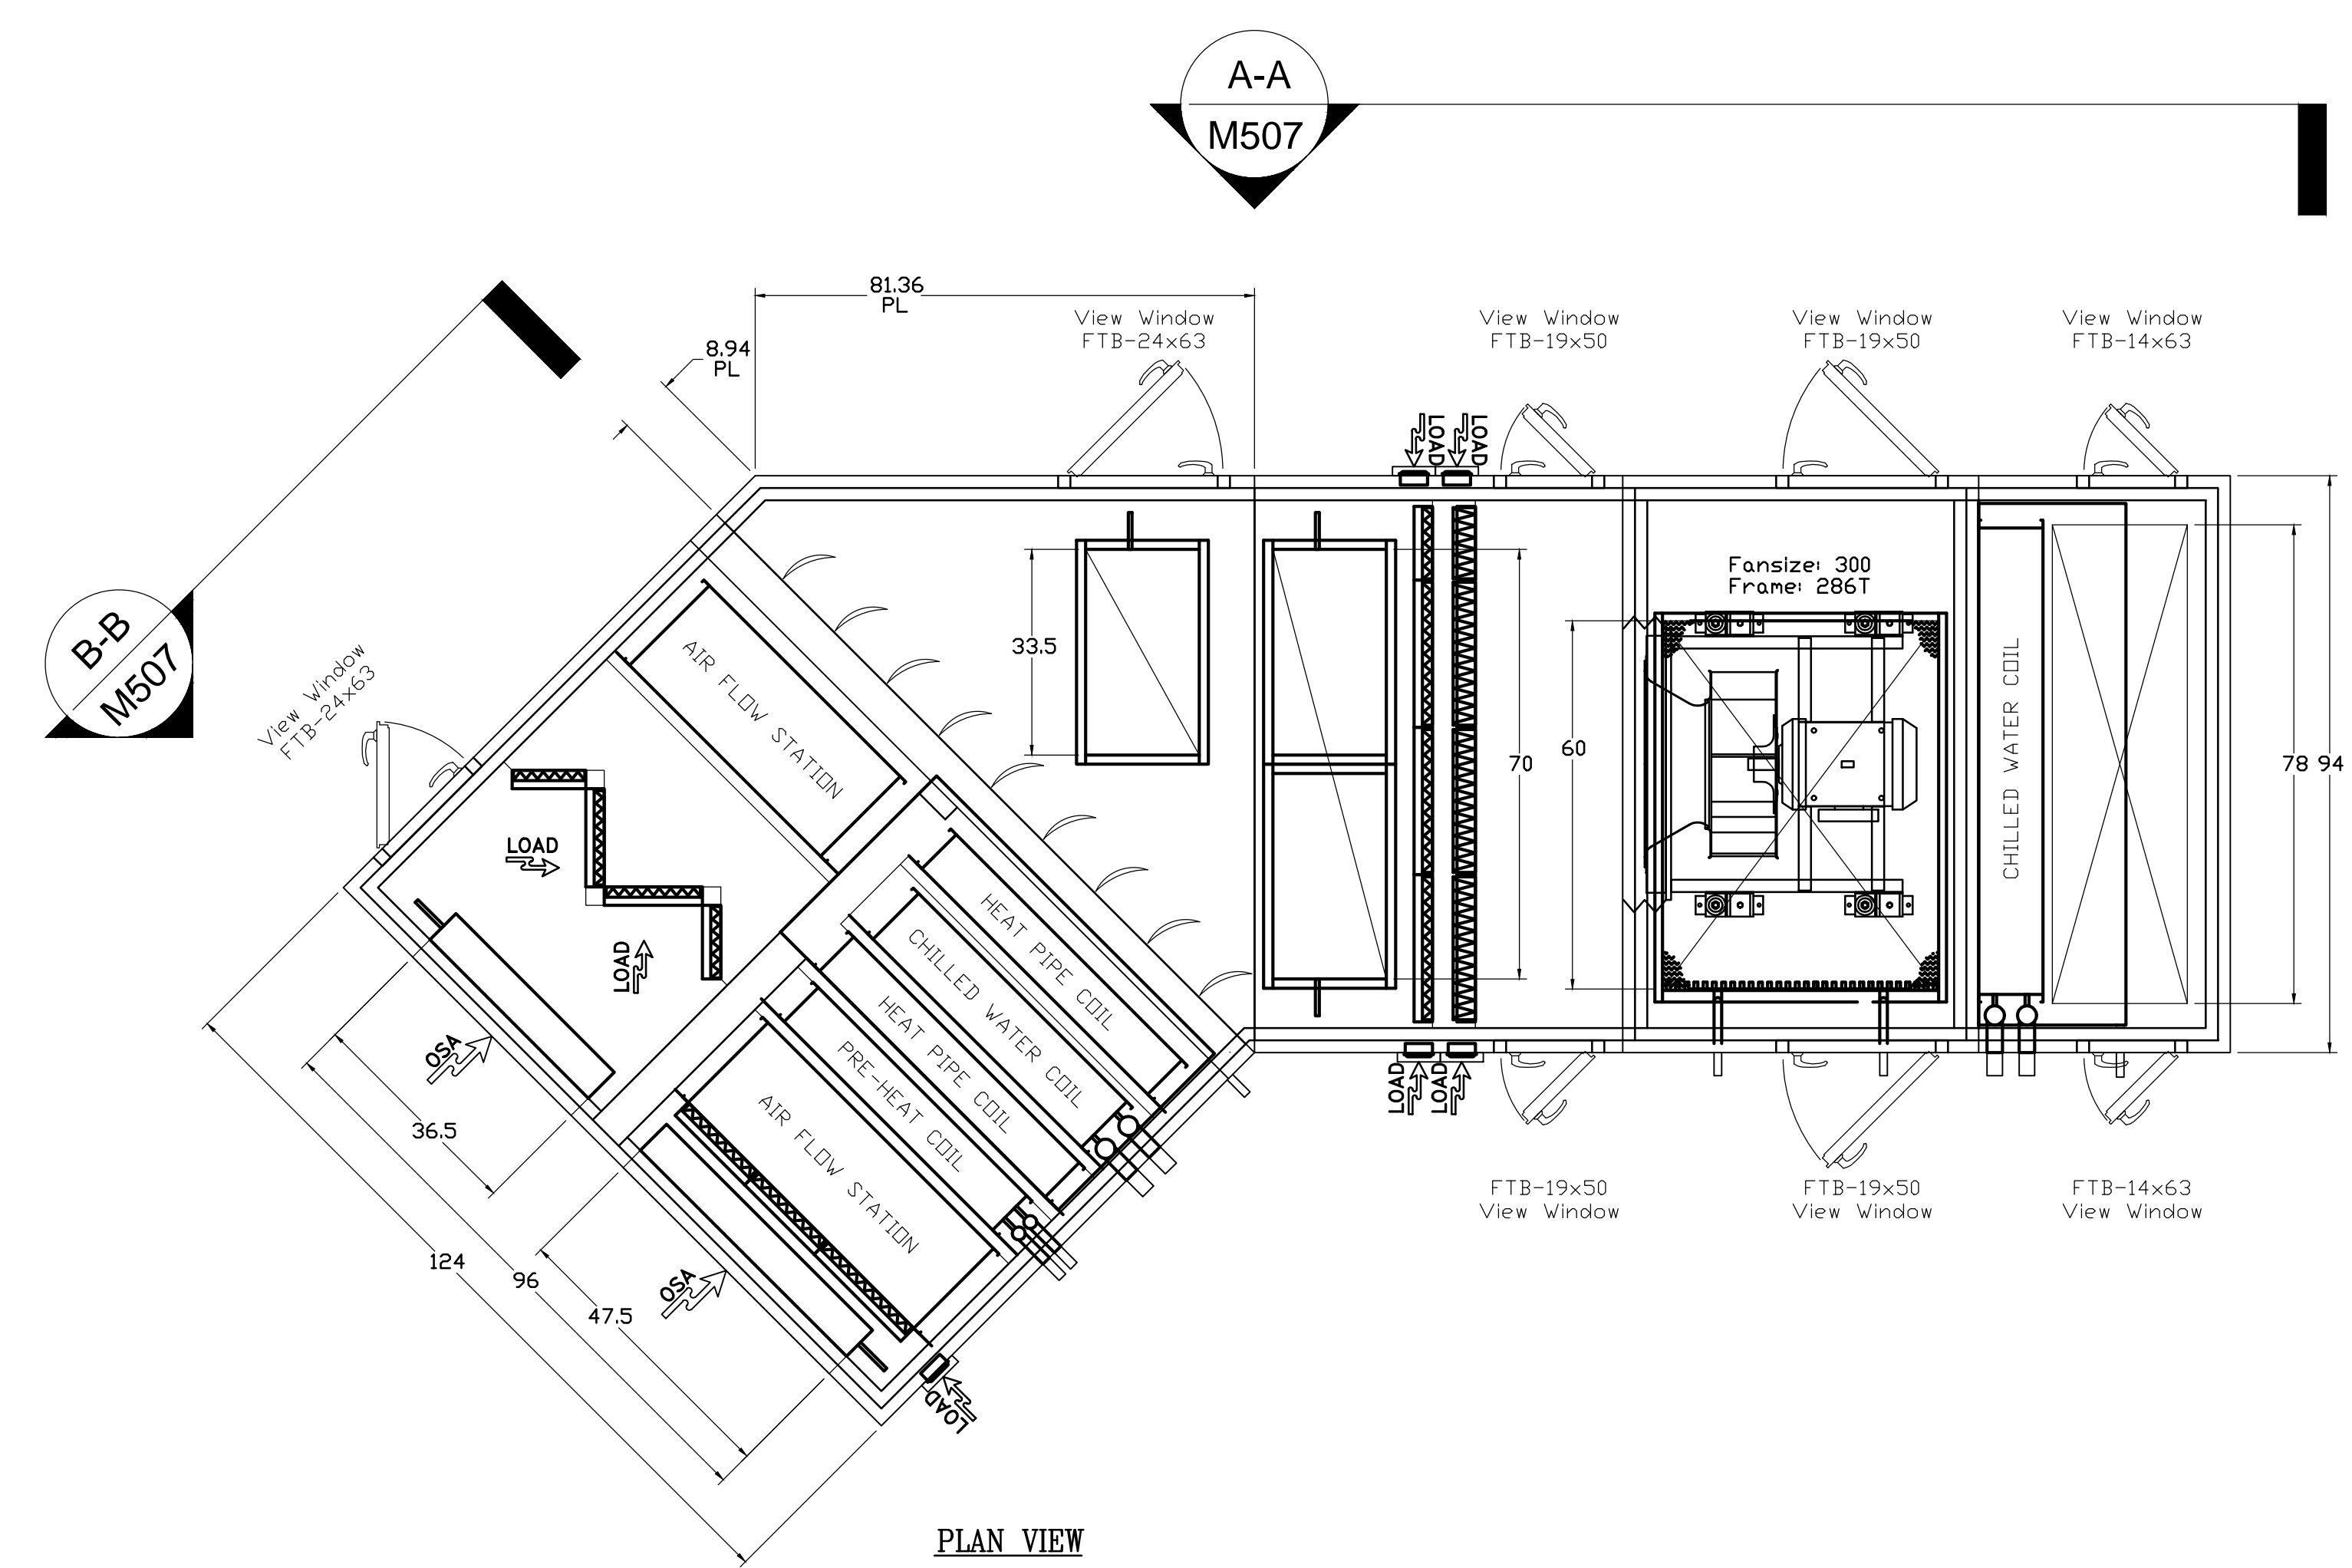 A-A
M507
81.36
PL
8.94
PL
View Window
FTB-24x63
View Window
FTB-19x50
View Window
FTB-19x50
View Window
FTB-14x63
LOAD
LOAD
B-B
M507
View Window
FTB-24x63
AIR FLOW STATION
33.5
70
60
Fansize: 300
Frame: 286T
CHILLED WATER COIL
78
94
LOAD
LOAD
HEAT PIPE COIL
CHILLED WATER COIL
HEAT PIPE COIL
PRE-HEAT COIL
AIR FLOW STATION
OSA
OSA
LOAD
LOAD
LOAD
36.5
124
96
47.5
FTB-19x50
View Window
FTB-19x50
View Window
FTB-14x63
View Window
PLAN VIEW